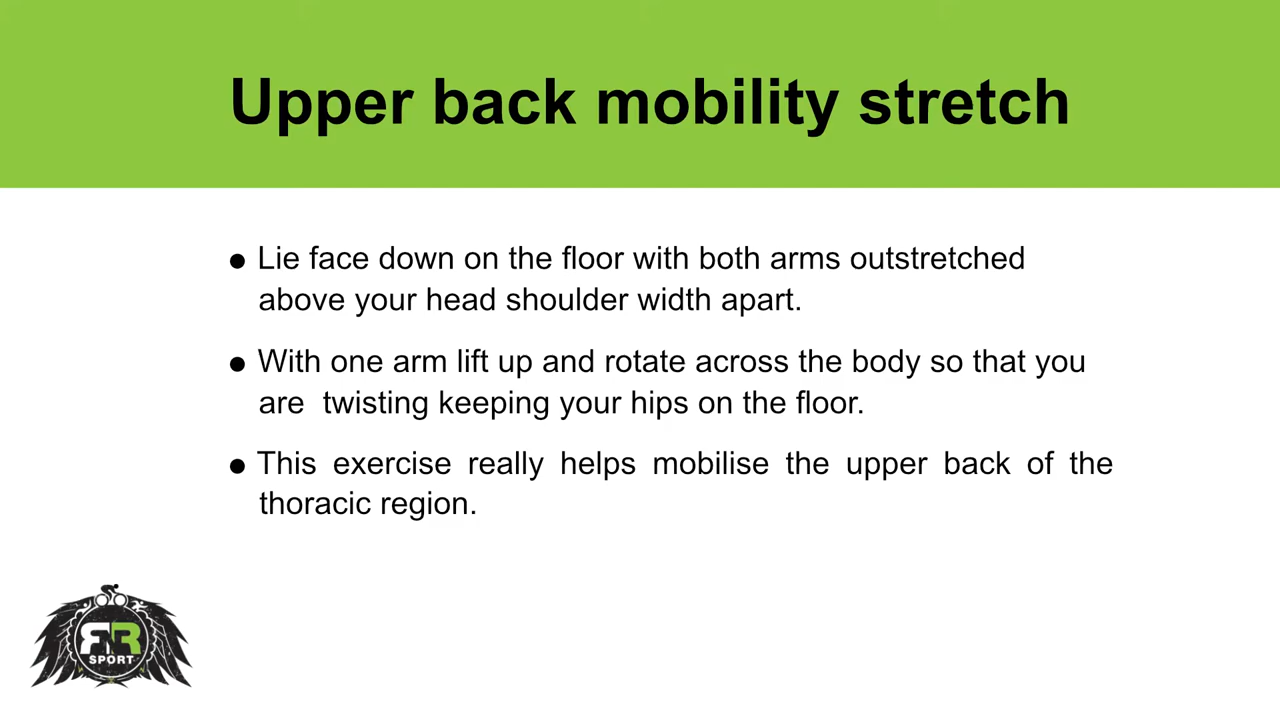 Upper back mobility stretch
● Lie face down on the floor with both arms outstretched
above your head shoulder width apart.
● With one arm lift up and rotate across the body so that you
are  twisting keeping your hips on the floor.
● This exercise really helps mobilise the upper back of the
thoracic region.
RNR
SPORT